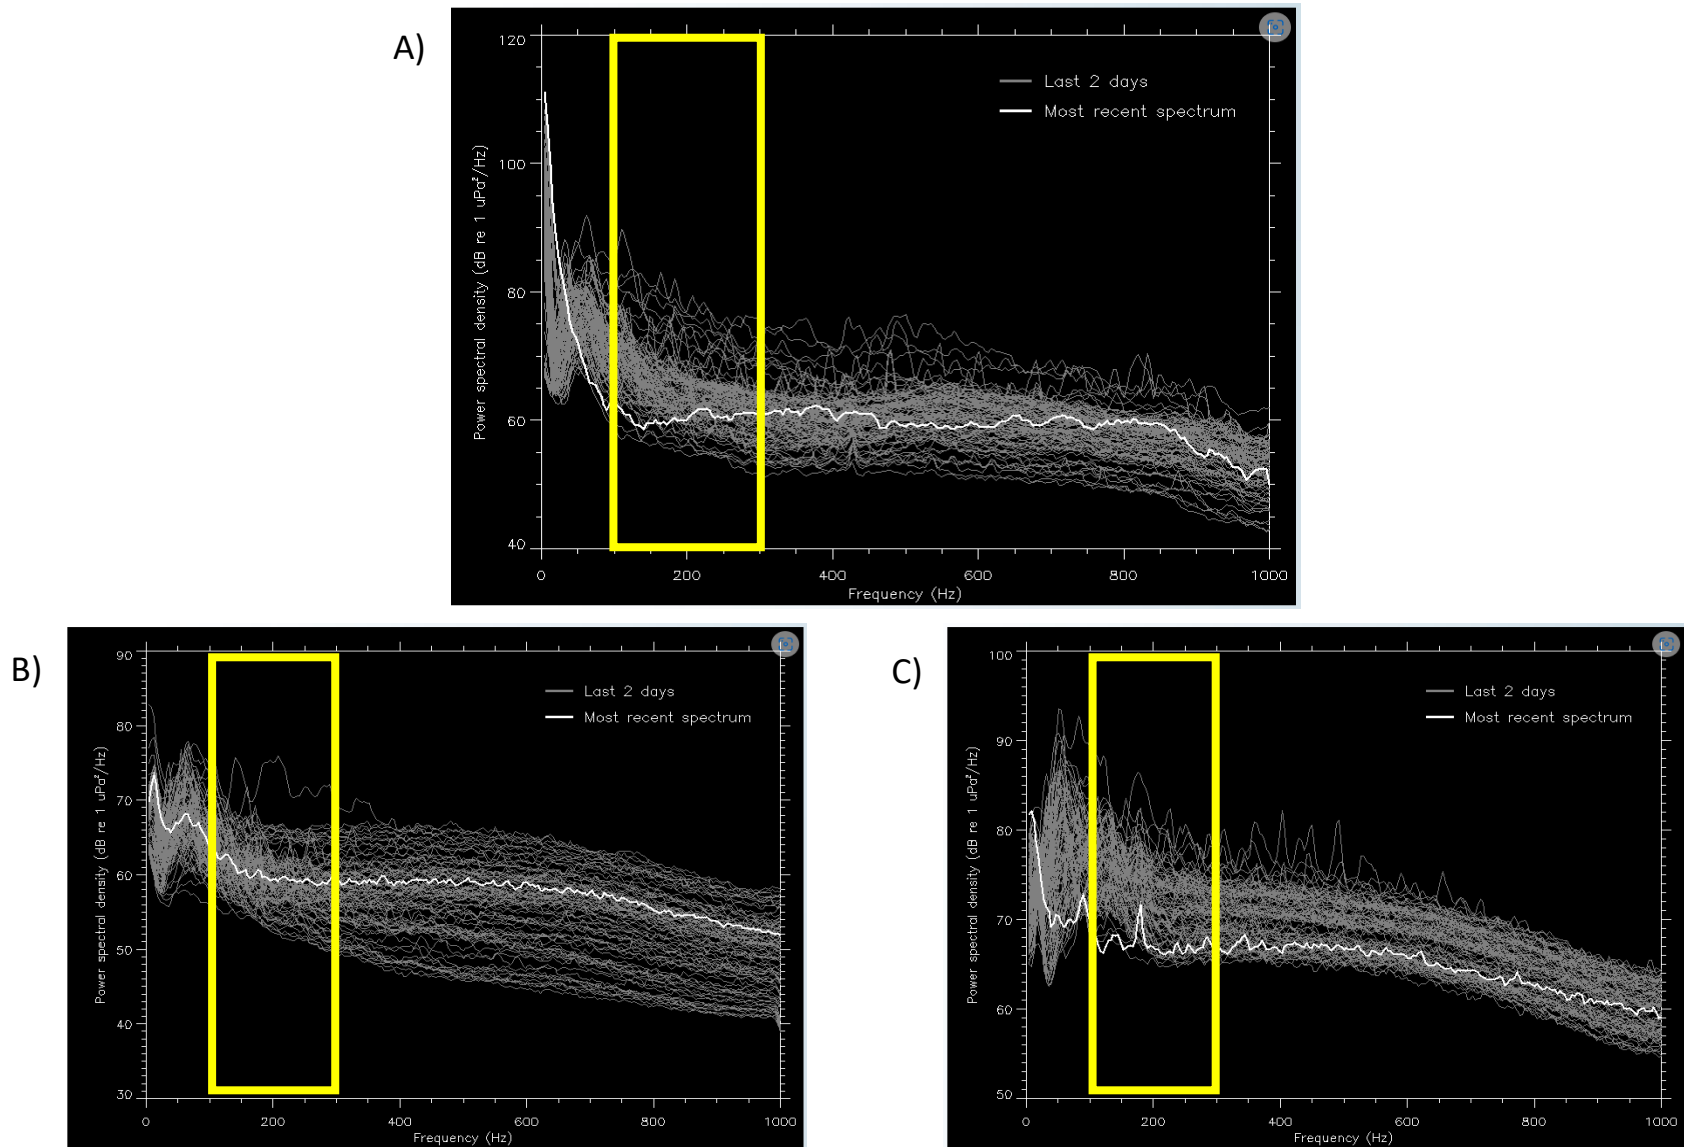 A)
120
100
80
60
40
Power spectral density (dB re 1 uPa²/Hz)
Last 2 days
Most recent spectrum
0 200 400 600 800 1000
Frequency (Hz)
B)
90
80
70
60
50
40
30
Power spectral density (dB re 1 uPa²/Hz)
Last 2 days
Most recent spectrum
0 200 400 600 800 1000
Frequency (Hz)
C)
100
90
80
70
60
50
Power spectral density (dB re 1 uPa²/Hz)
Last 2 days
Most recent spectrum
0 200 400 600 800 1000
Frequency (Hz)